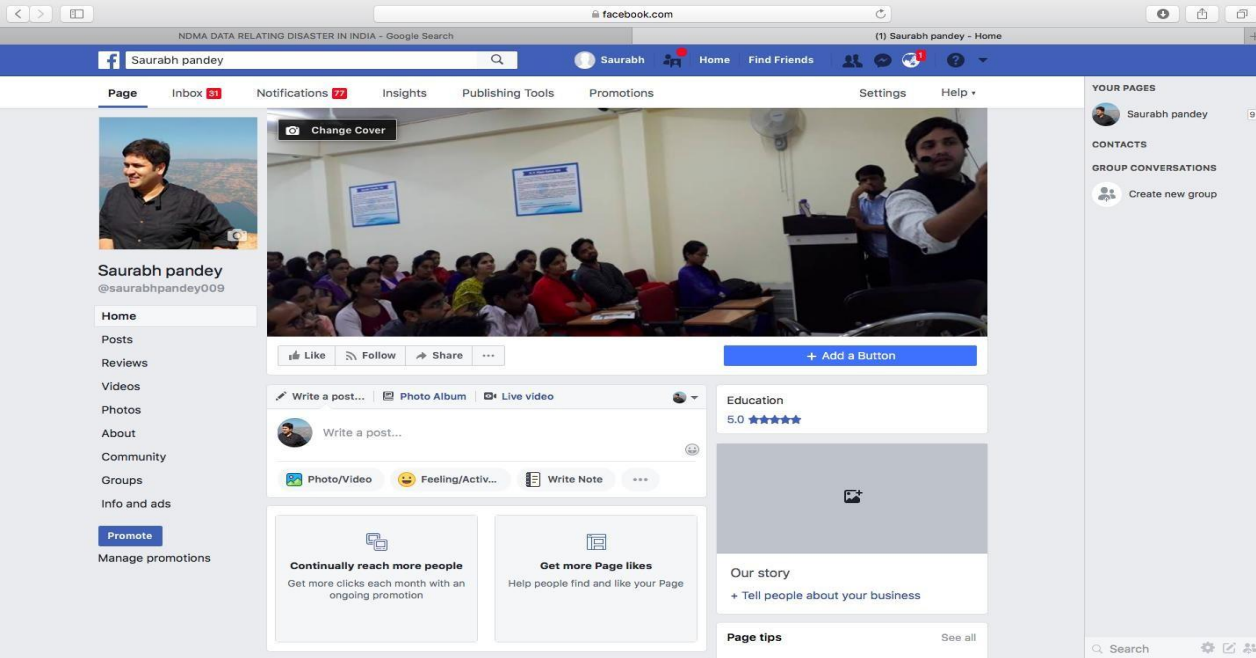 facebook.com
NDMA DATA RELATING DISASTER IN INDIA - Google Search
(1) Saurabh pandey - Home
+
f
Saurabh pandey
Saurabh
Home
Find Friends
1
?
Page
Inbox 31
Notifications 77
Insights
Publishing Tools
Promotions
Settings
Help
Change Cover
Saurabh pandey
@saurabhpandey009
Home
Posts
Reviews
Videos
Photos
About
Community
Groups
Info and ads
Promote
Manage promotions
Like
Follow
Share
...
+ Add a Button
Write a post...
Photo Album
Live video
Write a post...
Photo/Video
Feeling/Activ...
Write Note
...
Continually reach more people
Get more clicks each month with an
ongoing promotion
Get more Page likes
Help people find and like your Page
Education
5.0
Our story
+ Tell people about your business
Page tips
See all
YOUR PAGES
Saurabh pandey
9
CONTACTS
GROUP CONVERSATIONS
Create new group
Search